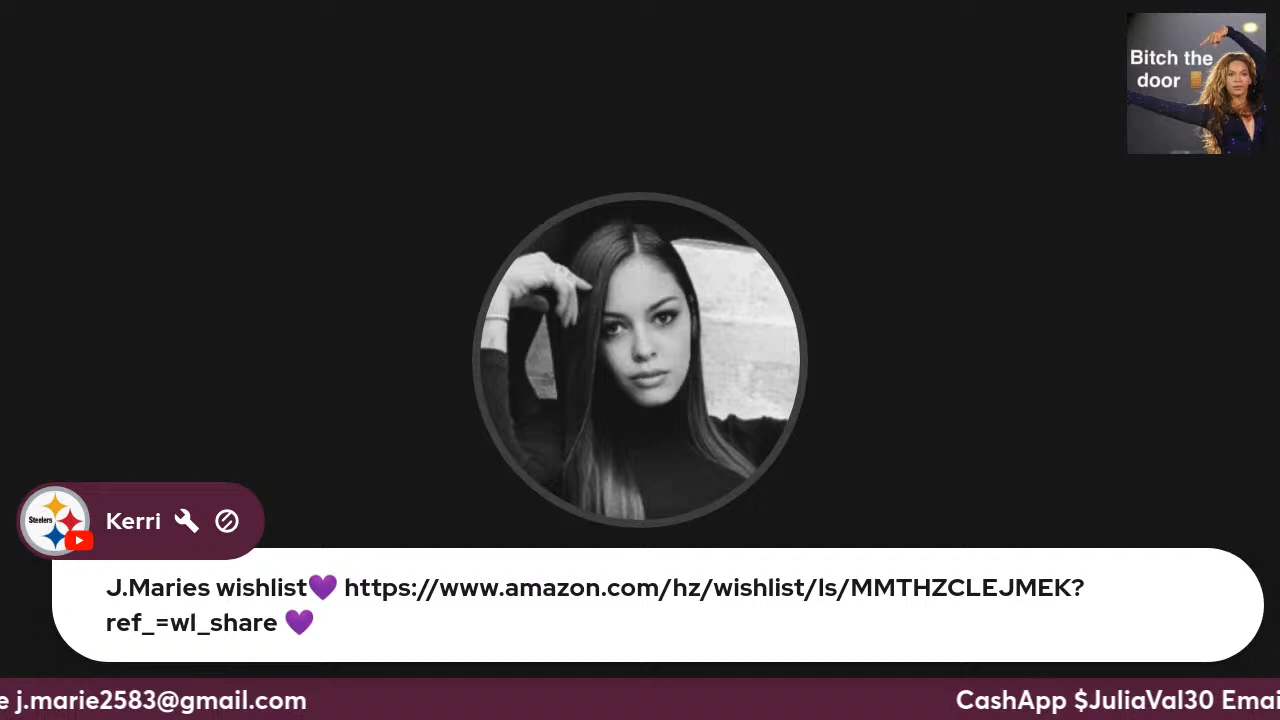 Bitch the
door
Steelers
Kerri
J.Maries wishlist💜 https://www.amazon.com/hz/wishlist/ls/MMTHZCLEJMEK?
ref_=wl_share 💜
e j.marie2583@gmail.com CashApp $JuliaVal30 Emai